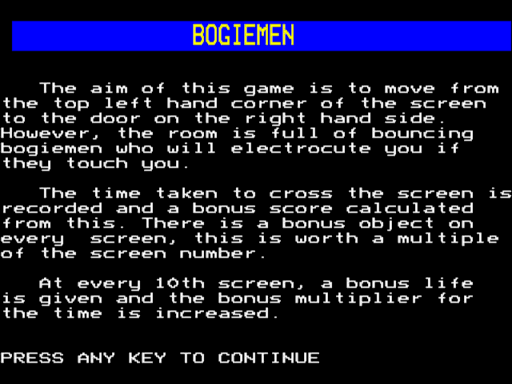 BOGIEMEN
The aim of this game is to move from
the top left hand corner of the screen
to the door on the right hand side.
However, the room is full of bouncing
bogiemen who will electrocute you if
they touch you.
The time taken to cross the screen is
recorded and a bonus score calculated
from this. There is a bonus object on
every  screen, this is worth a multiple
of the screen number.
At every 10th screen, a bonus life
is given and the bonus multiplier for
the time is increased.
PRESS ANY KEY TO CONTINUE